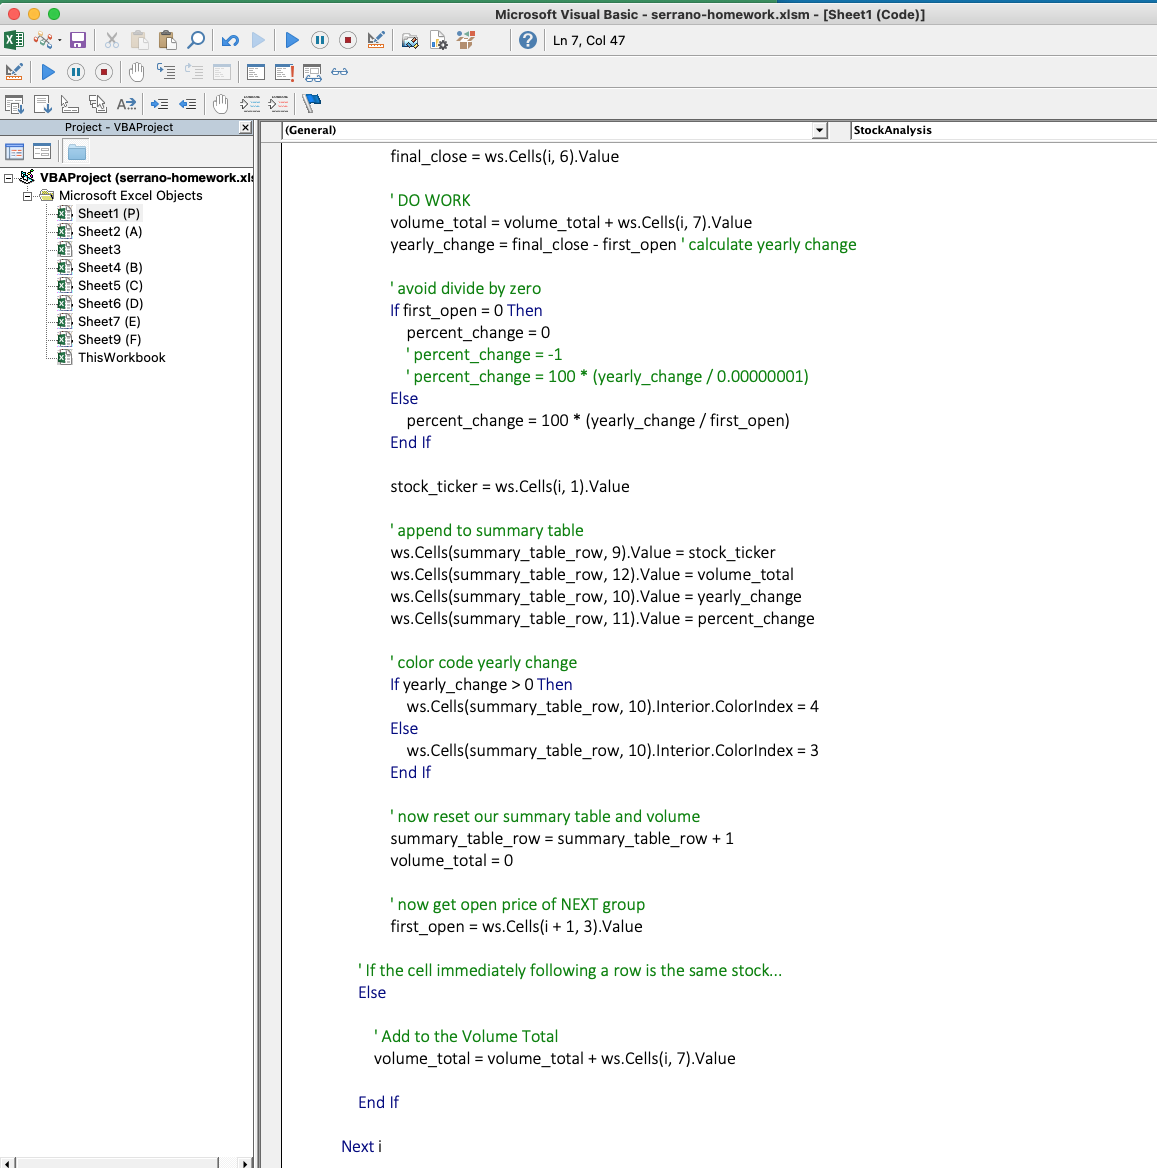 Microsoft Visual Basic - serrano-homework.xlsm - [Sheet1 (Code)]
Ln 7, Col 47
Project - VBAProject
(General)
StockAnalysis
VBAProject (serrano-homework.xls
Microsoft Excel Objects
Sheet1 (P)
Sheet2 (A)
Sheet3
Sheet4 (B)
Sheet5 (C)
Sheet6 (D)
Sheet7 (E)
Sheet9 (F)
ThisWorkbook
final_close = ws.Cells(i, 6).Value
' DO WORK
volume_total = volume_total + ws.Cells(i, 7).Value
yearly_change = final_close - first_open ' calculate yearly change
' avoid divide by zero
If first_open = 0 Then
percent_change = 0
' percent_change = -1
' percent_change = 100 * (yearly_change / 0.00000001)
Else
percent_change = 100 * (yearly_change / first_open)
End If
stock_ticker = ws.Cells(i, 1).Value
' append to summary table
ws.Cells(summary_table_row, 9).Value = stock_ticker
ws.Cells(summary_table_row, 12).Value = volume_total
ws.Cells(summary_table_row, 10).Value = yearly_change
ws.Cells(summary_table_row, 11).Value = percent_change
' color code yearly change
If yearly_change > 0 Then
ws.Cells(summary_table_row, 10).Interior.ColorIndex = 4
Else
ws.Cells(summary_table_row, 10).Interior.ColorIndex = 3
End If
' now reset our summary table and volume
summary_table_row = summary_table_row + 1
volume_total = 0
' now get open price of NEXT group
first_open = ws.Cells(i + 1, 3).Value
' If the cell immediately following a row is the same stock...
Else
' Add to the Volume Total
volume_total = volume_total + ws.Cells(i, 7).Value
End If
Next i